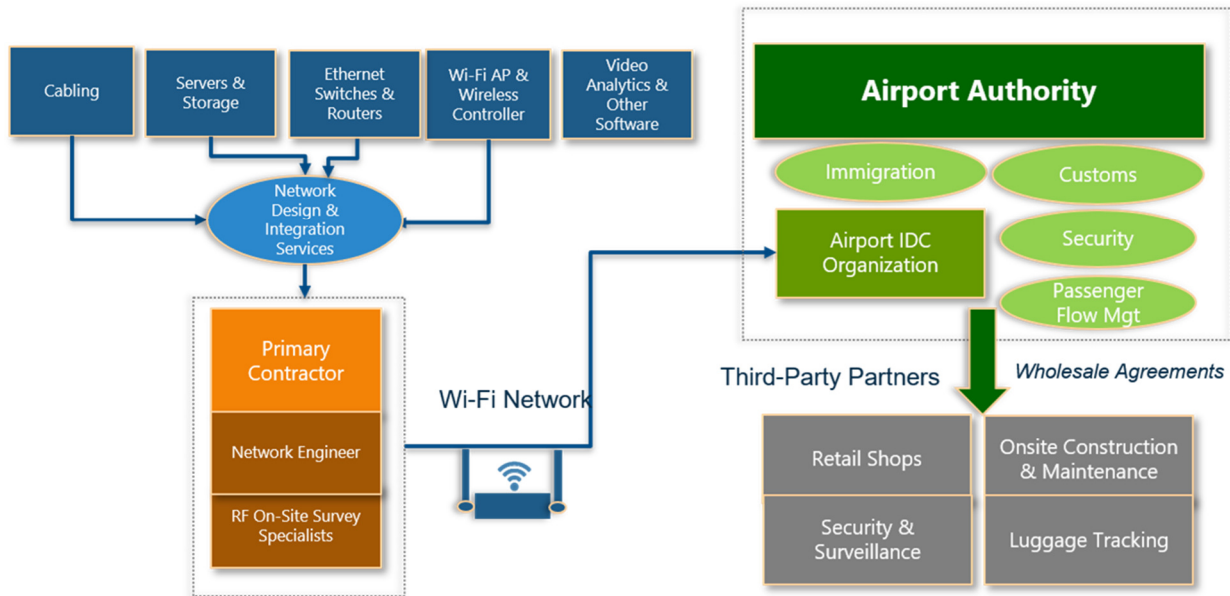 Cabling
Servers &
Storage
Ethernet
Switches &
Routers
Wi-Fi AP &
Wireless
Controller
Video
Analytics &
Other
Software
Network
Design &
Integration
Services
Primary
Contractor
Network Engineer
RF On-Site Survey
Specialists
Wi-Fi Network
Airport Authority
Immigration
Customs
Airport IDC
Organization
Security
Passenger
Flow Mgt
Third-Party Partners
Wholesale Agreements
Retail Shops
Onsite Construction
& Maintenance
Security &
Surveillance
Luggage Tracking